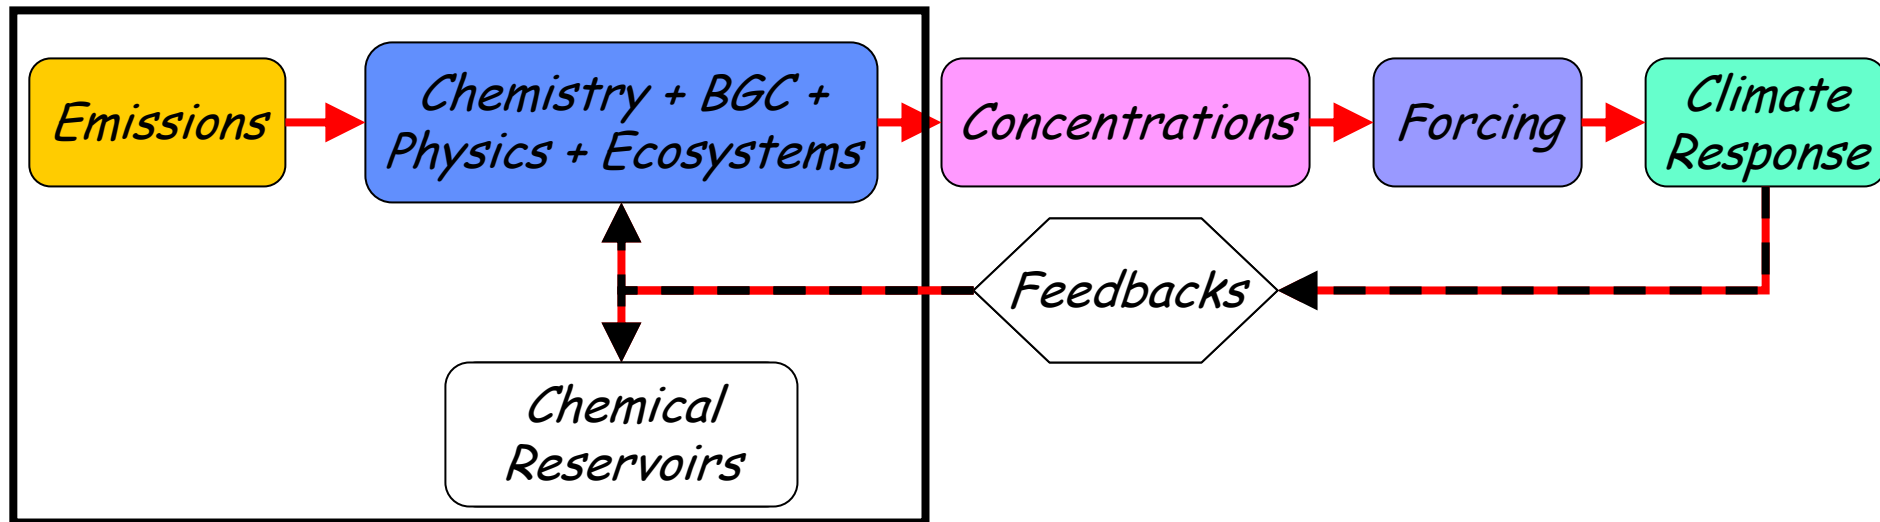 Emissions
Chemistry + BGC +
Physics + Ecosystems
Concentrations
Forcing
Climate
Response
Feedbacks
Chemical
Reservoirs